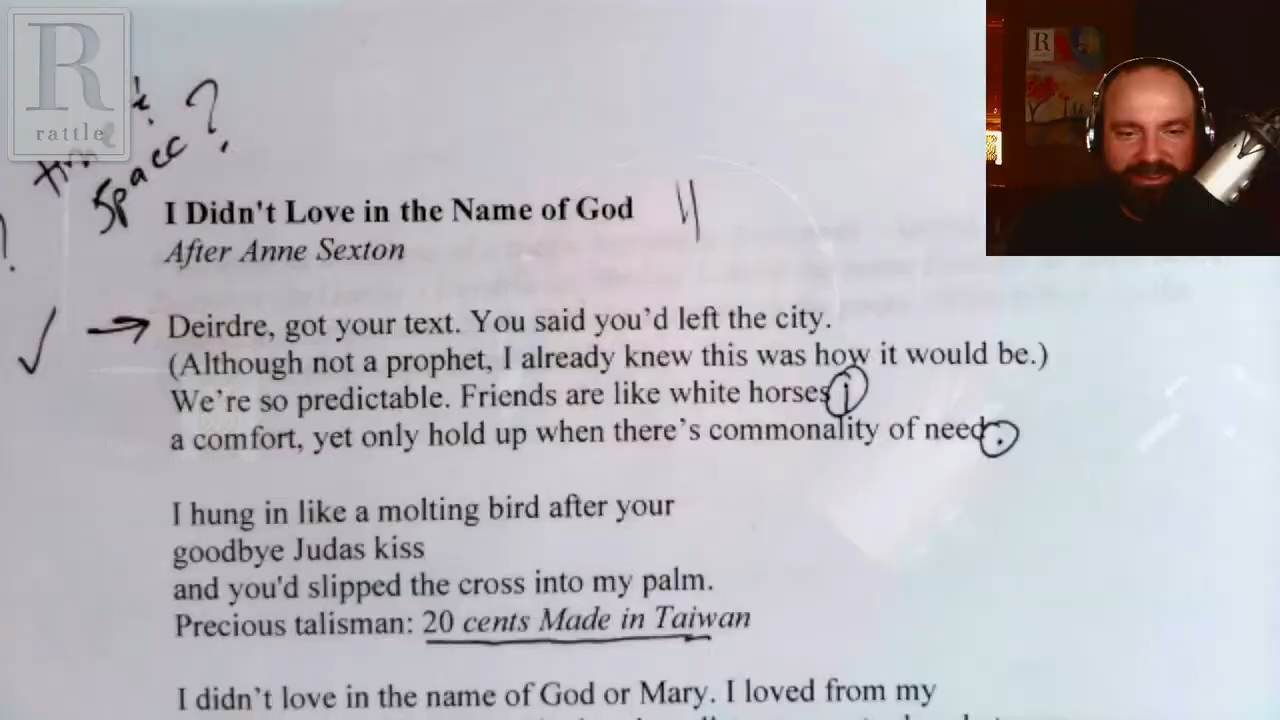 R
rattle
R
time &
space?
I Didn't Love in the Name of God
After Anne Sexton
Deirdre, got your text. You said you'd left the city.
(Although not a prophet, I already knew this was how it would be.)
We're so predictable. Friends are like white horses;
a comfort, yet only hold up when there's commonality of need.
I hung in like a molting bird after your
goodbye Judas kiss
and you'd slipped the cross into my palm.
Precious talisman: 20 cents Made in Taiwan
I didn't love in the name of God or Mary. I loved from my